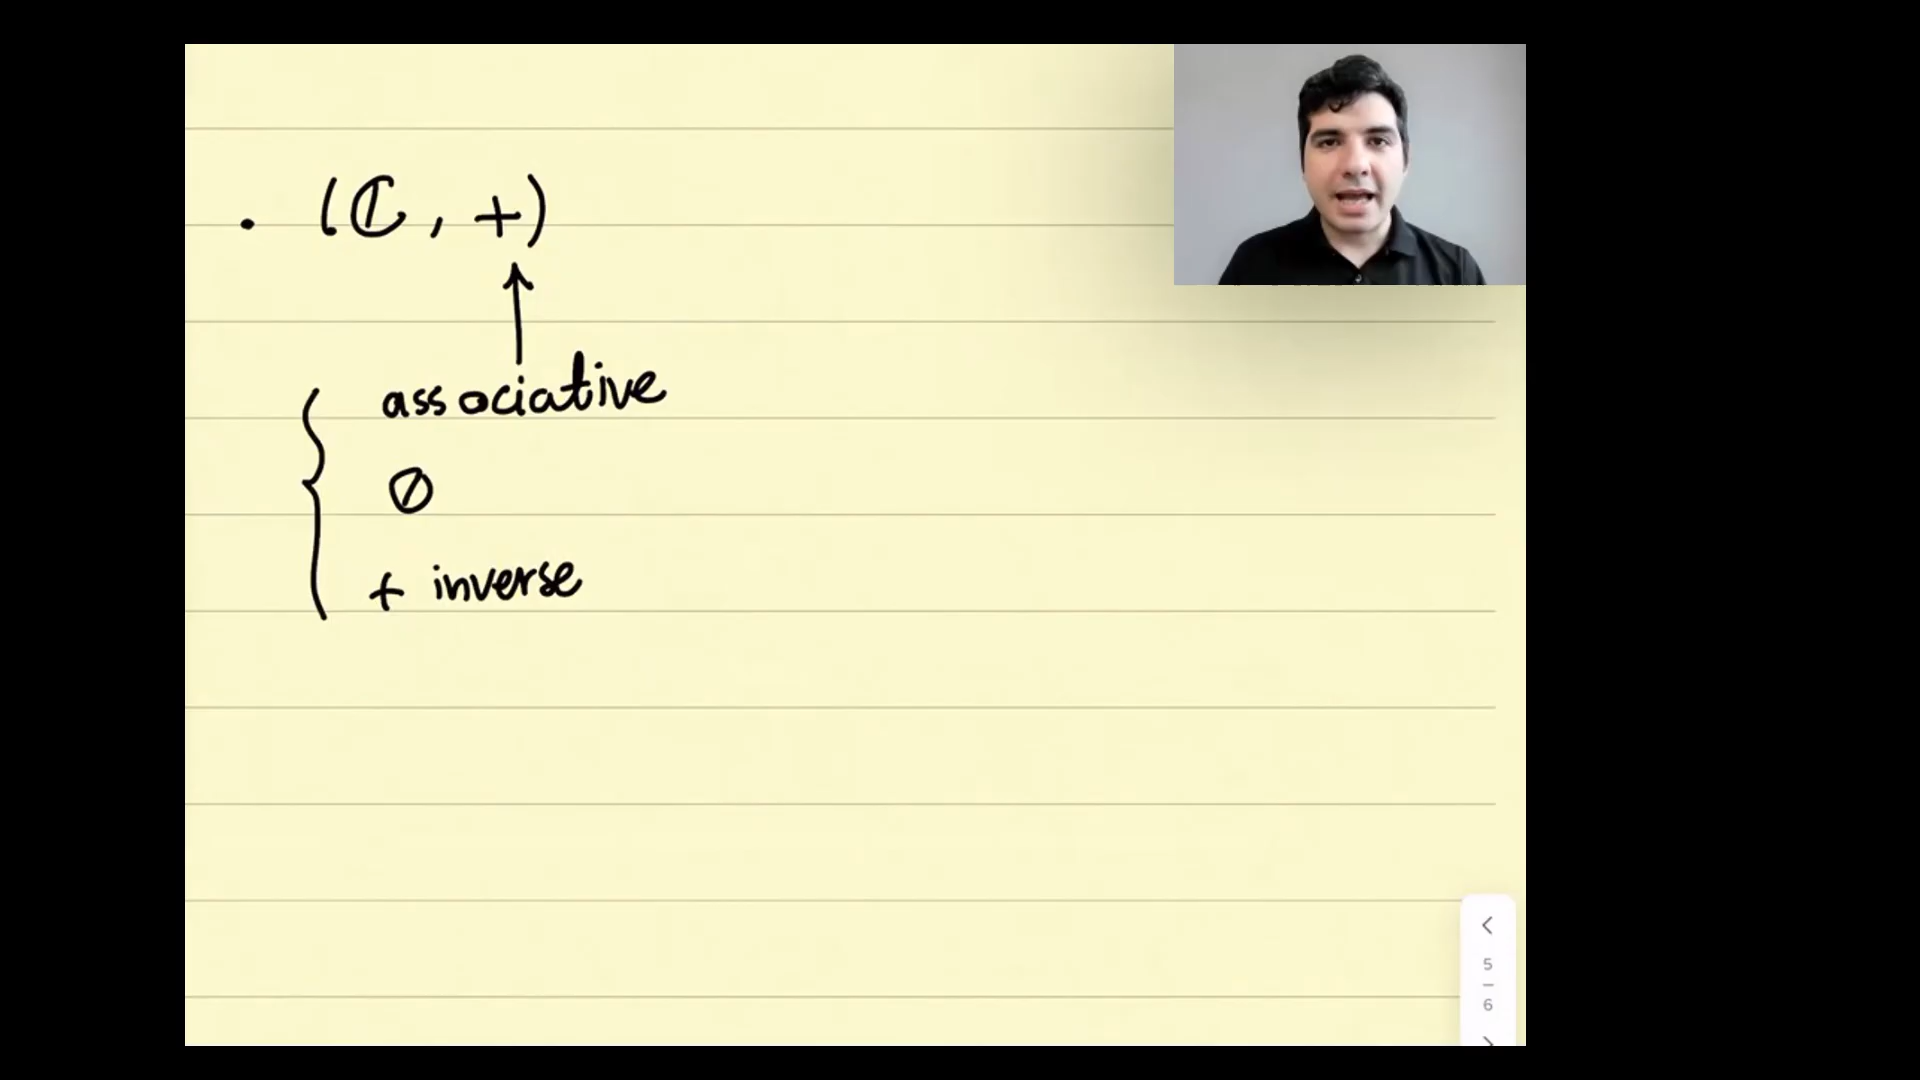 . (ℂ, +)
associative
0
+ inverse
5
6